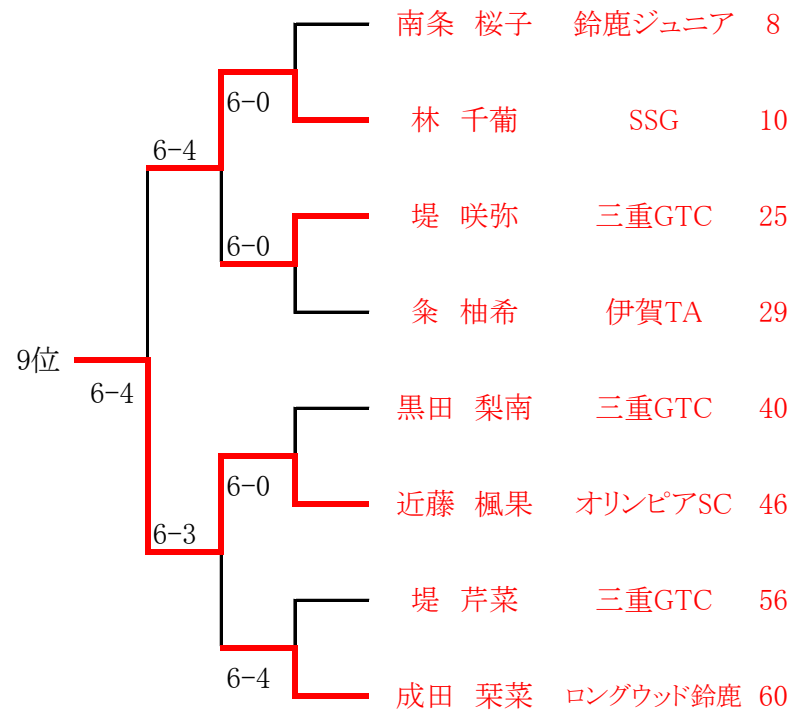 南条 桜子 鈴鹿ジュニア 8
6-0
林 千葡 SSG 10
6-4
堤 咲弥 三重GTC 25
6-0
粂 柚希 伊賀TA 29
9位
6-4
黒田 梨南 三重GTC 40
6-0
近藤 楓果 オリンピアSC 46
6-3
堤 芹菜 三重GTC 56
6-4
成田 栞菜 ロングウッド鈴鹿 60